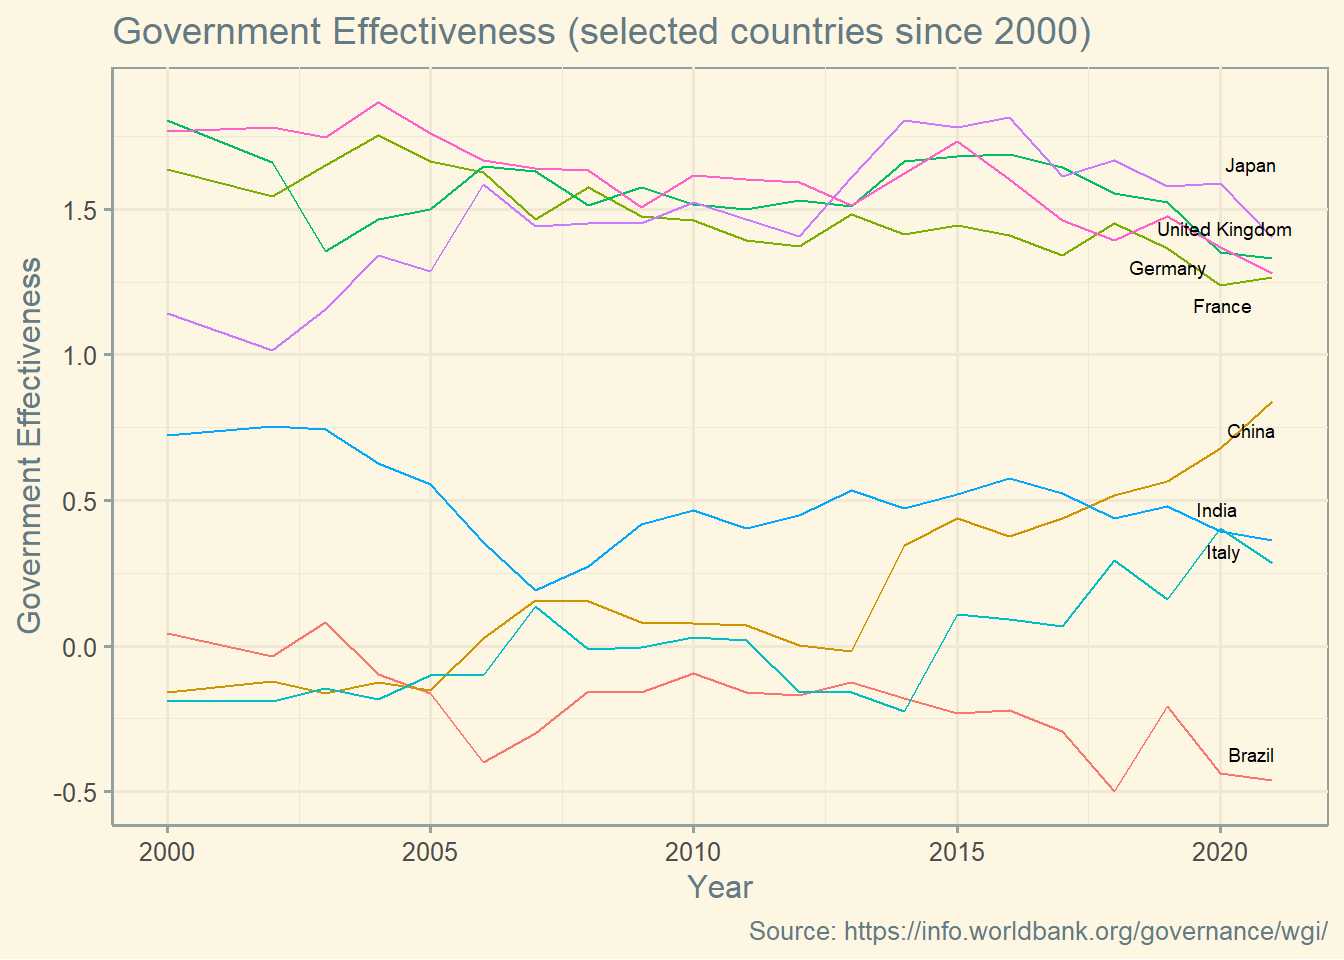 Government Effectiveness (selected countries since 2000)
Government Effectiveness
1.5
1.0
0.5
0.0
-0.5
Japan
United Kingdom
Germany
France
China
India
Italy
Brazil
2000 2005 2010 2015 2020
Year
Source: https://info.worldbank.org/governance/wgi/